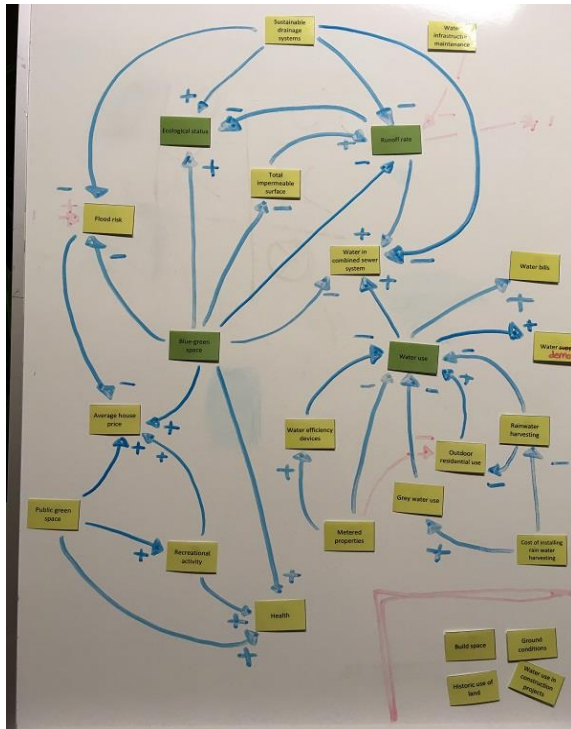 Sustainable
drainage systems
Water
infrastructure
maintenance
+
-
-
Ecological status
-
Runoff rate
+
+
-
Total
impermeable
surface
-
-
Flood risk
-
+
Water in
combined sewer
system
-
+
-
Water bills
+
Blue-green
space
-
Water use
-
+
Water
demo
-
-
-
Average house
price
+
+
+
Water efficiency
devices
+
+
Outdoor
residential use
Rainwater
harvesting
-
-
Grey water use
Public green
space
+
Recreational
activity
Metered
properties
+
Cost of installing
rain water
harvesting
+
+
+
Health
Build space
Ground
conditions
Historic use of
land
Water use in
construction
projects